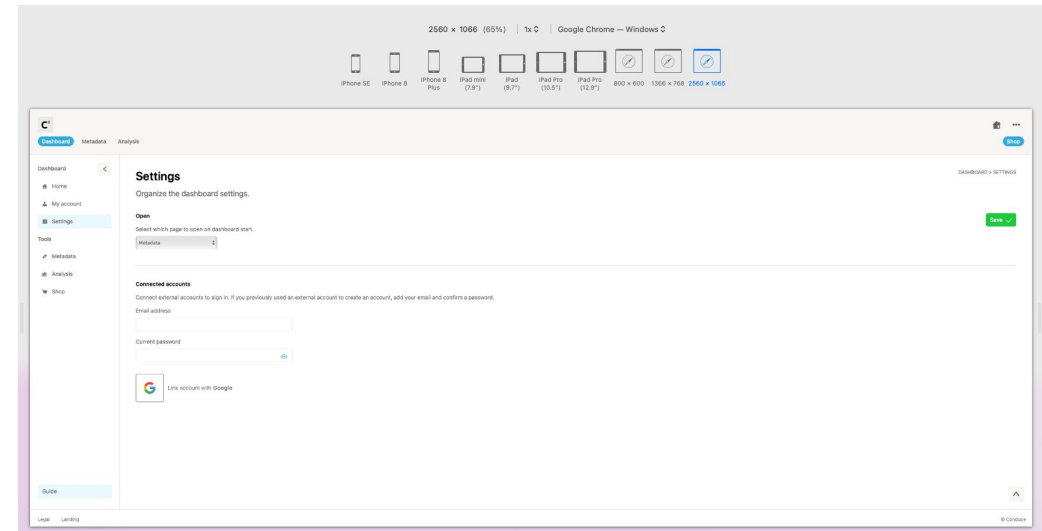 2560 × 1066 (65%) 1x Google Chrome — Windows
iPhone SE iPhone 8 iPhone 8 Plus iPad mini (7.9") iPad (9.7") iPad Pro (10.5") iPad Pro (12.9") 800 × 600 1366 × 768 2560 × 1065
C
Dashboard Metadata Analysis Shop
Dashboard
Home
My account
Settings
Tools
Metadata
Analysis
Shop
Guide
Settings
DASHBOARD > SETTINGS
Organize the dashboard settings.
Open
Save
Select which page to open on dashboard start.
Metadata
Connected accounts
Connect external accounts to sign in. If you previously used an external account to create an account, add your email and confirm a password.
Email address
Current password
G
Link account with Google
Legal Landing
© Conduce